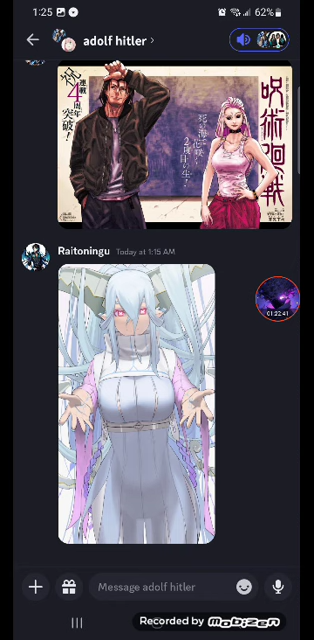 1:25
62%
adolf hitler
祝
連載
4周年
突破!
呪術廻戦
Raitoningu Today at 1:15 AM
01:22:41
Message adolf hitler
Recorded by Mobizen